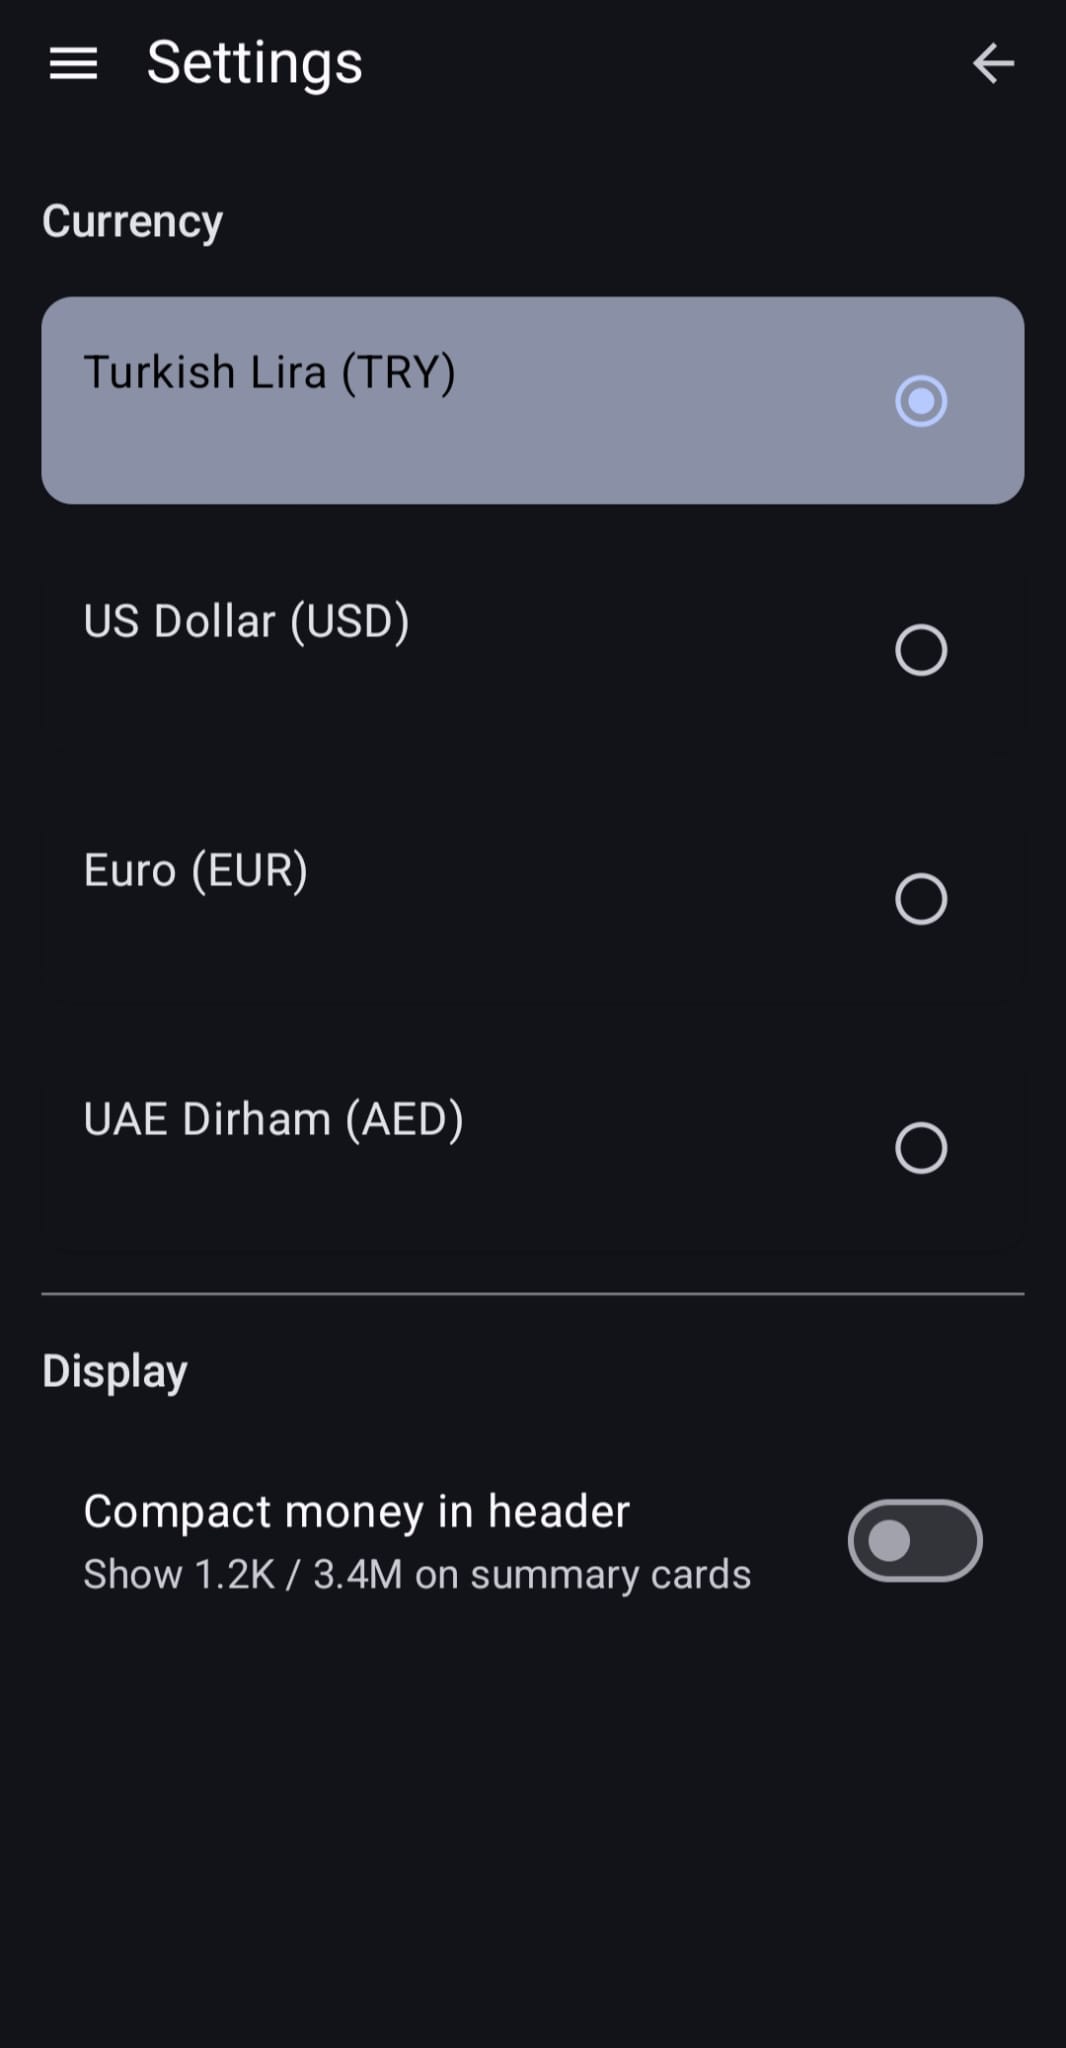 Settings
Currency
Turkish Lira (TRY)
US Dollar (USD)
Euro (EUR)
UAE Dirham (AED)
Display
Compact money in header
Show 1.2K / 3.4M on summary cards